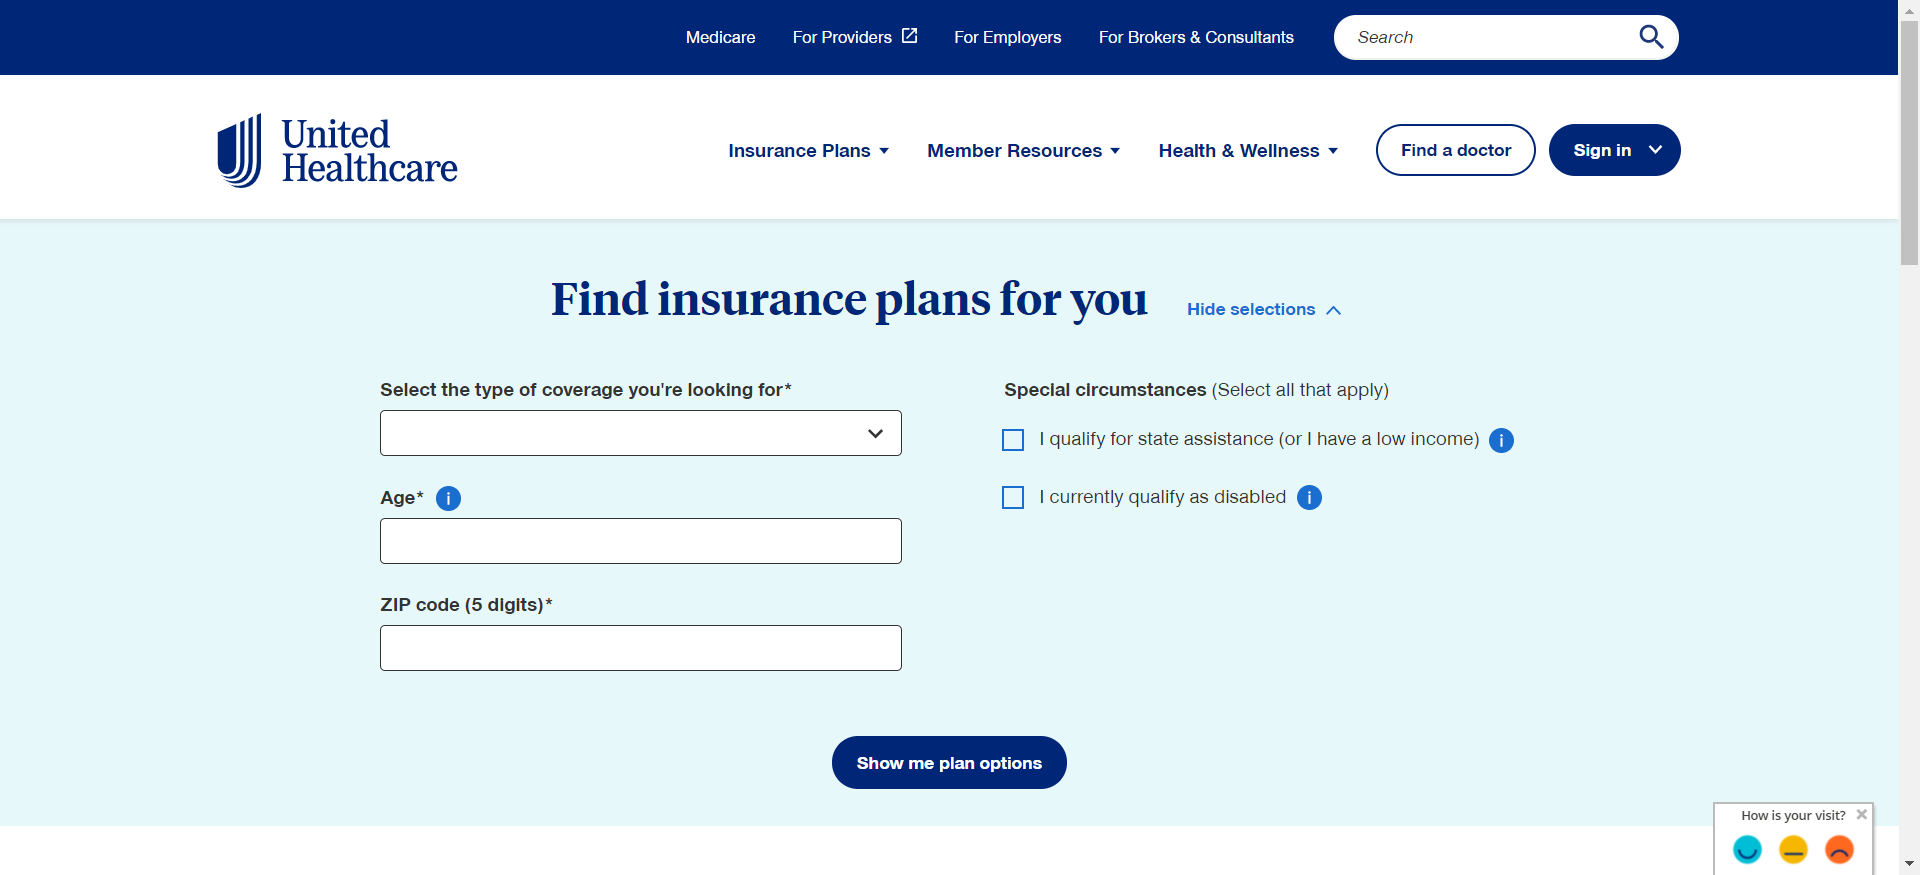 Medicare For Providers For Employers For Brokers & Consultants Search
United
Healthcare
Insurance Plans Member Resources Health & Wellness Find a doctor Sign in
Find insurance plans for you Hide selections
Select the type of coverage you're looking for*
Age* i
ZIP code (5 digits)*
Special circumstances (Select all that apply)
I qualify for state assistance (or I have a low income) i
I currently qualify as disabled i
Show me plan options
How is your visit?